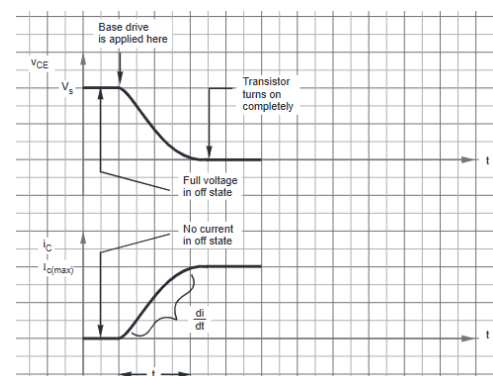 Base drive
is applied here
vCE
Vs
Transistor
turns on
completely
t
Full voltage
in off state
No current
in off state
ic
Ic(max)
di
dt
t
t